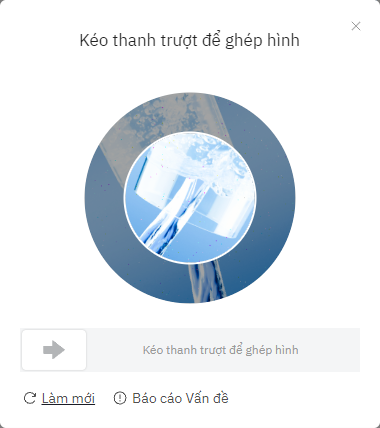 Kéo thanh trượt để ghép hình
Kéo thanh trượt để ghép hình
Làm mới
Báo cáo Vấn đề